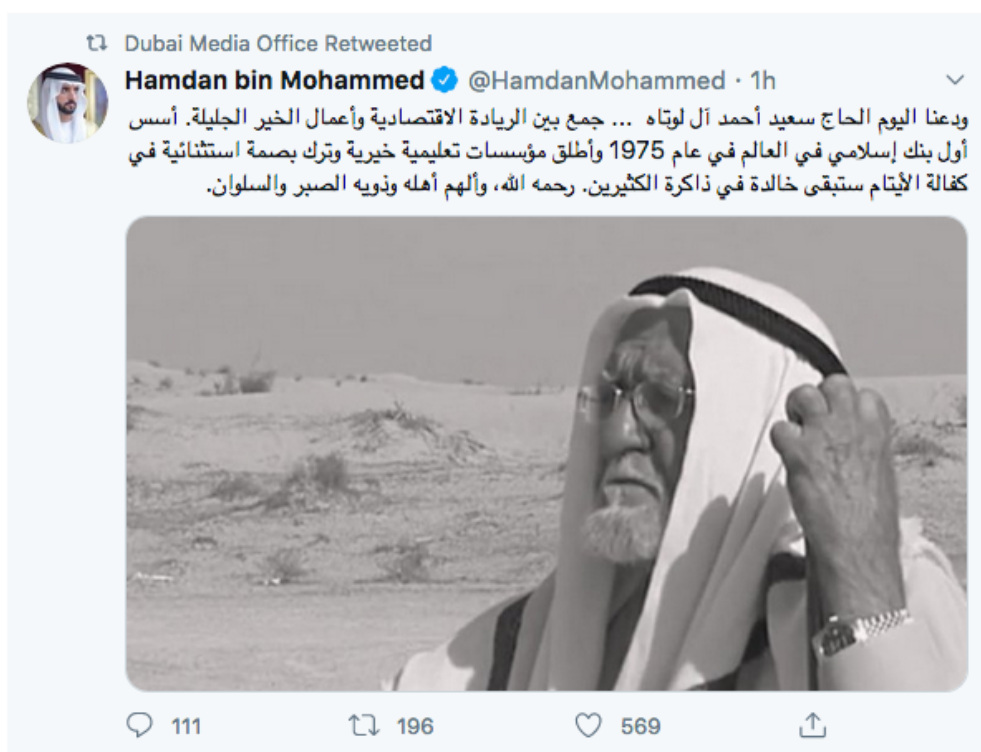 Dubai Media Office Retweeted
Hamdan bin Mohammed @HamdanMohammed · 1h
ودعنا اليوم الحاج سعيد أحمد آل لوتاه ... جمع بين الريادة الاقتصادية وأعمال الخير الجليلة. أسس
أول بنك إسلامي في العالم في عام 1975 وأطلق مؤسسات تعليمية خيرية وترك بصمة استثنائية في
كفالة الأيتام ستبقى خالدة في ذاكرة الكثيرين. رحمه الله، وألهم أهله وذويه الصبر والسلوان.
111 196 569